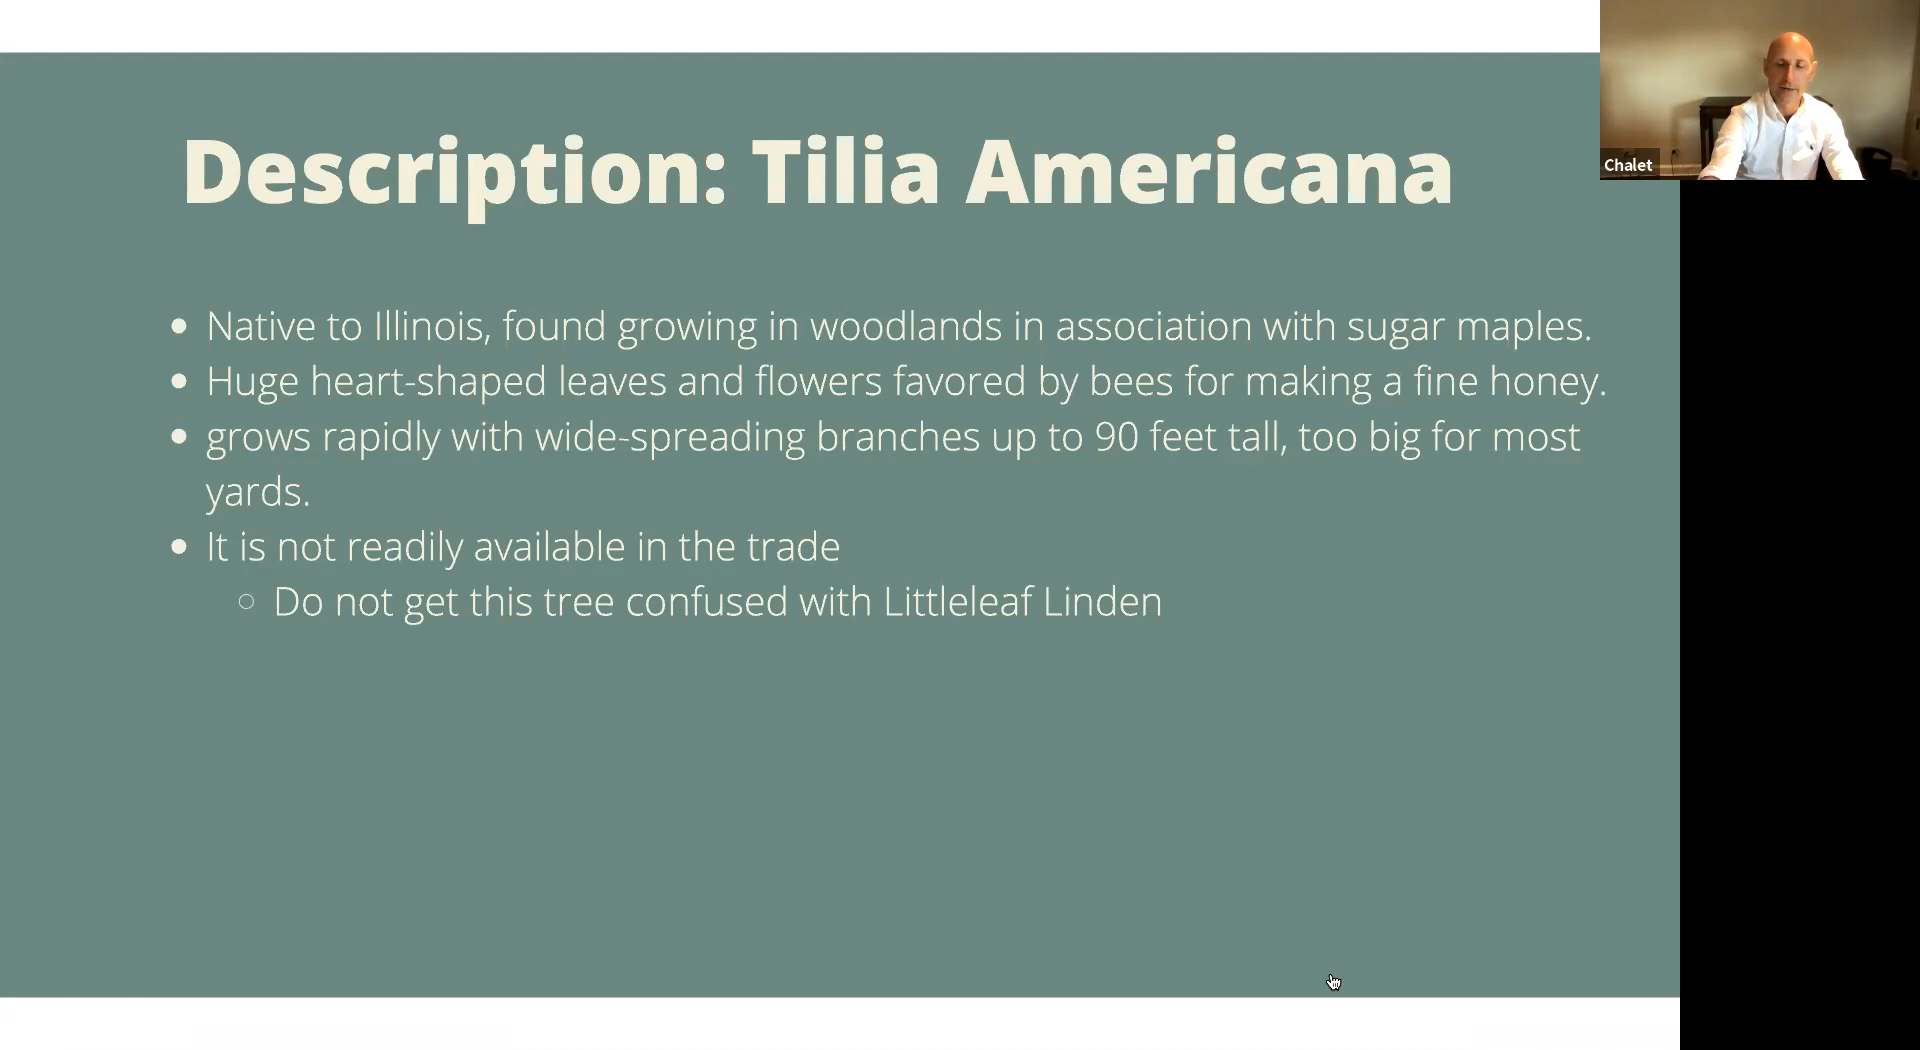 Description: Tilia Americana
Chalet
• Native to Illinois, found growing in woodlands in association with sugar maples.
• Huge heart-shaped leaves and flowers favored by bees for making a fine honey.
• grows rapidly with wide-spreading branches up to 90 feet tall, too big for most
yards.
• It is not readily available in the trade
○ Do not get this tree confused with Littleleaf Linden